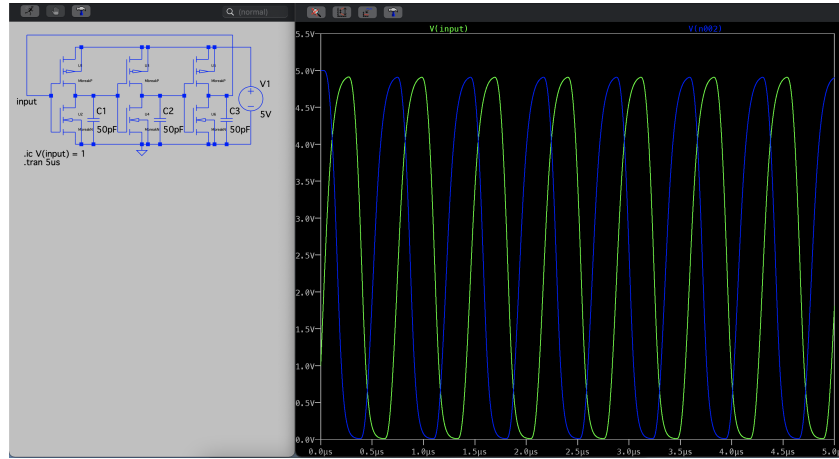 (normal)
V(input)
V(n002)
5.5V
5.0V
4.5V
4.0V
3.5V
3.0V
2.5V
2.0V
1.5V
1.0V
0.5V
0.0V
0.0µs
0.5µs
1.0µs
1.5µs
2.0µs
2.5µs
3.0µs
3.5µs
4.0µs
4.5µs
input
V1
5V
C1
50pF
C2
50pF
C3
50pF
.ic V(input) = 1
.tran 5us